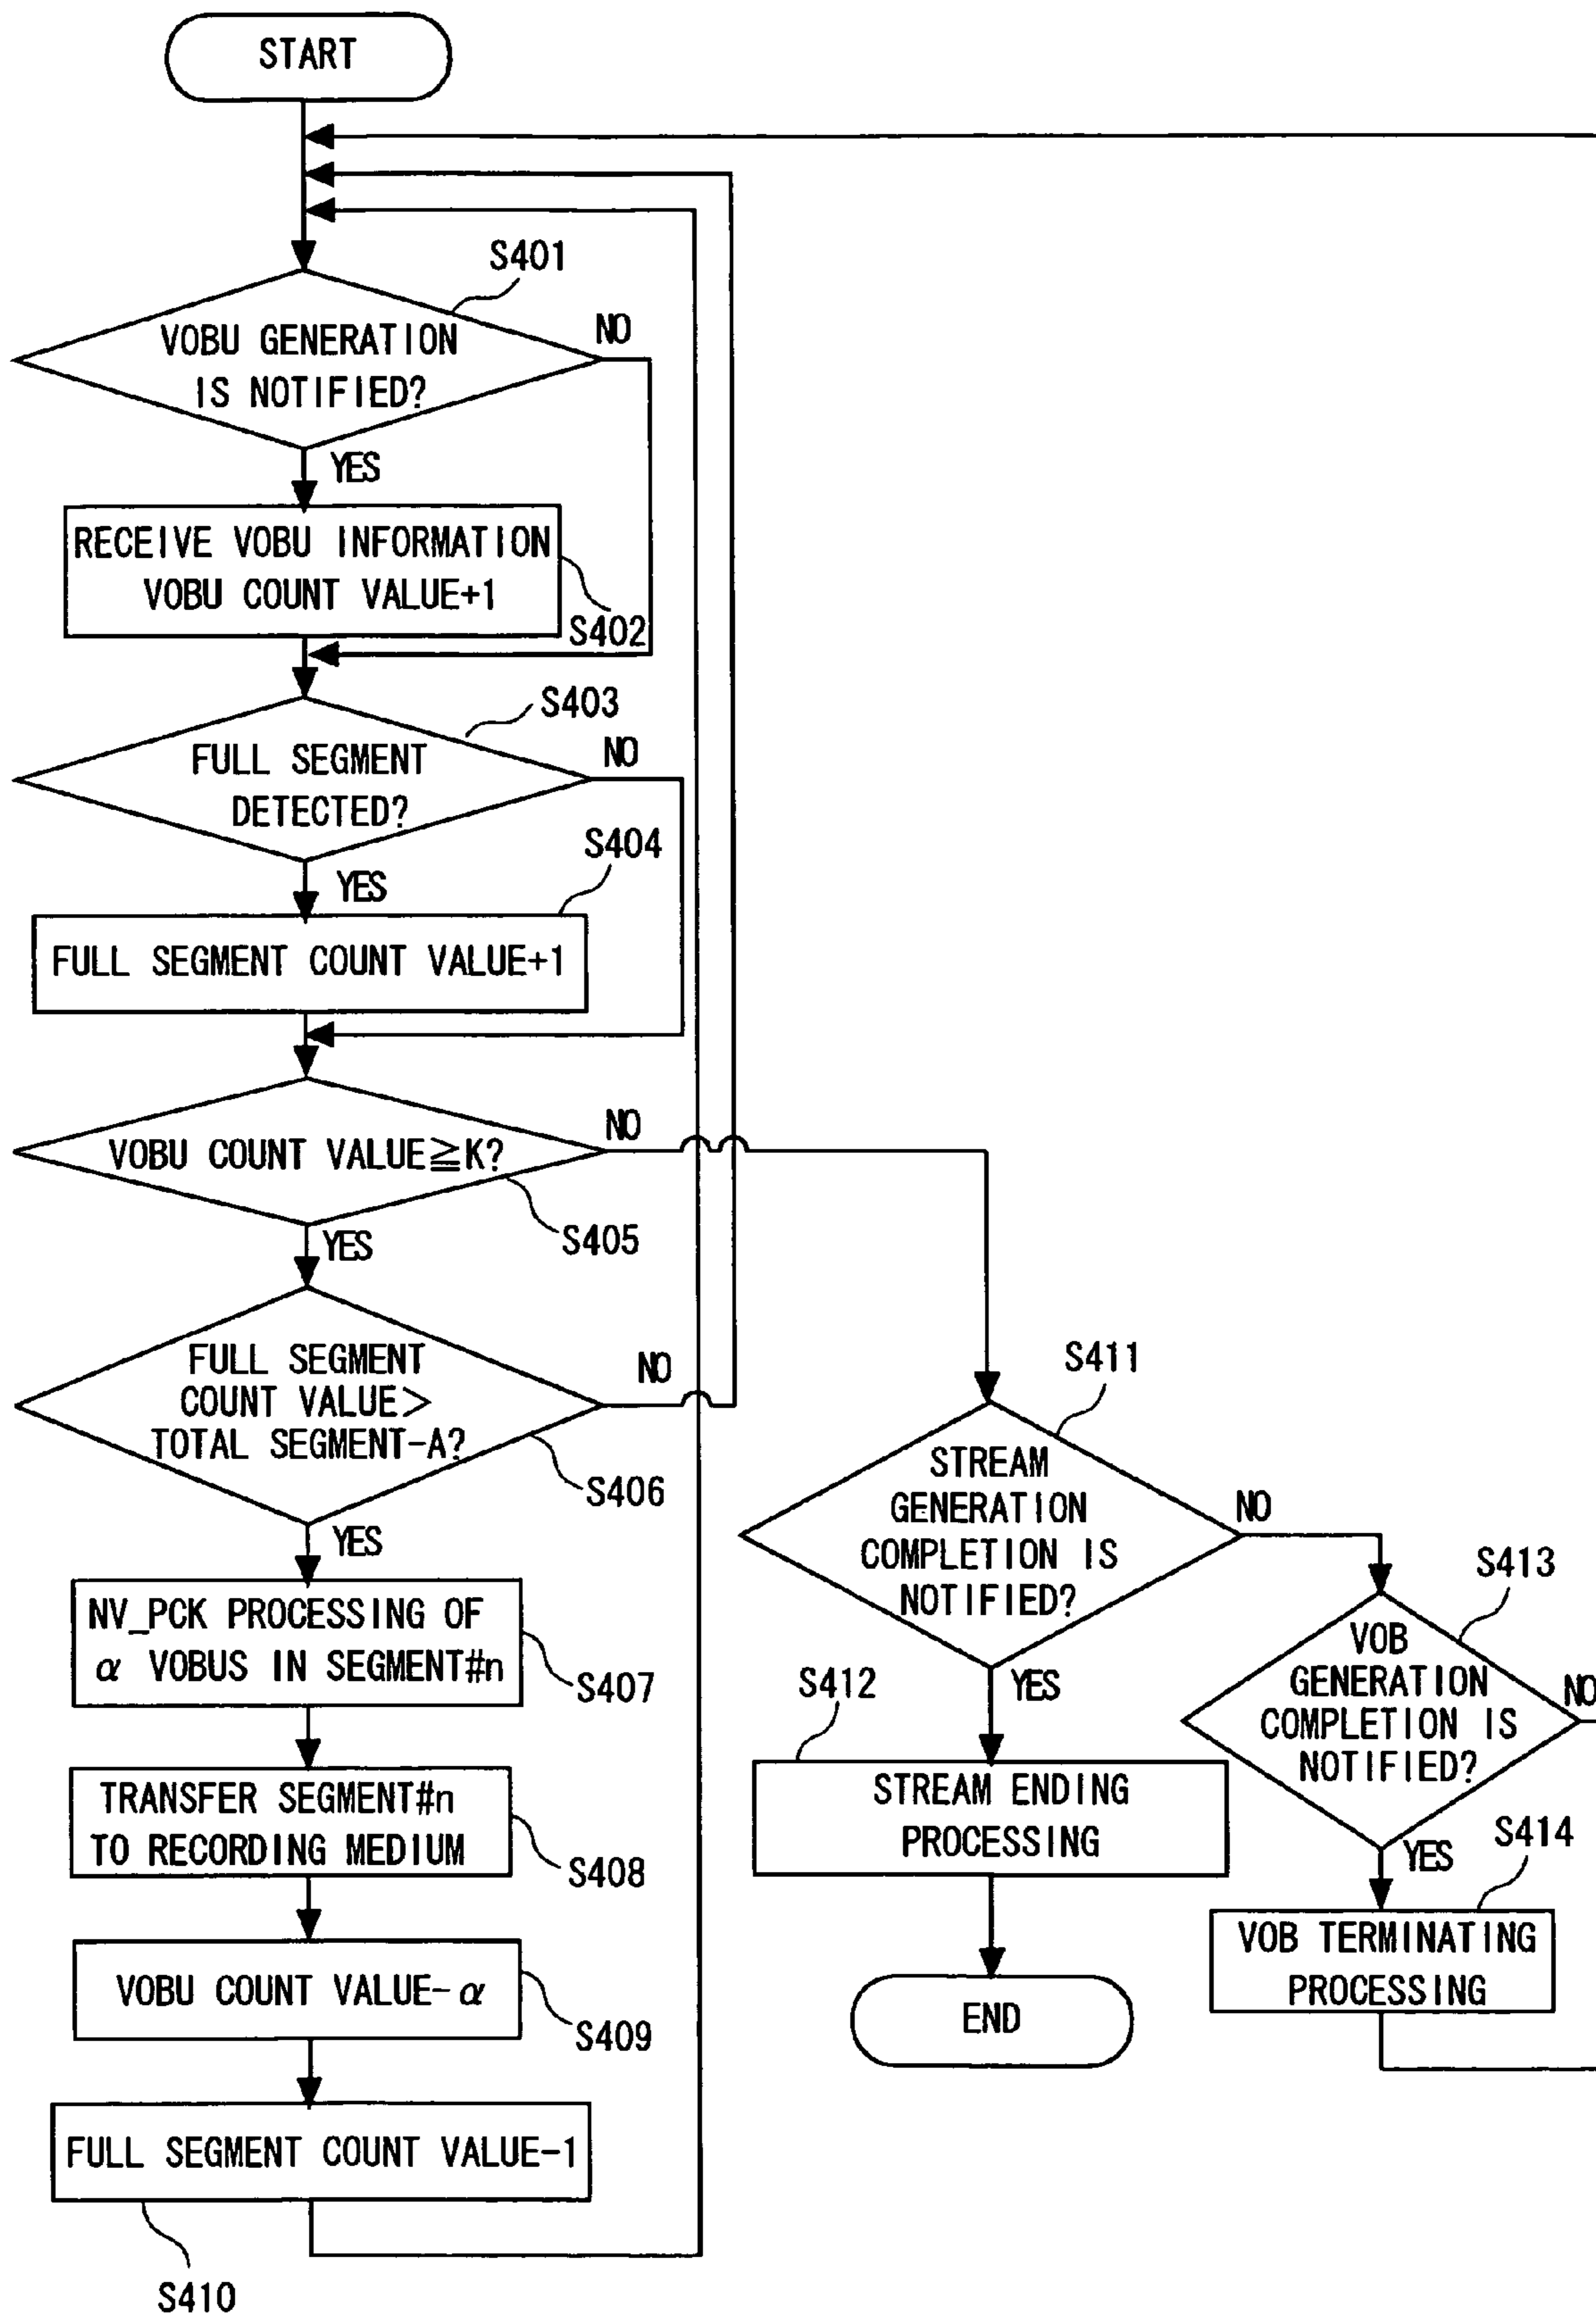 START
S401
VOBU GENERATION
IS NOTIFIED?
NO
YES
RECEIVE VOBU INFORMATION
VOBU COUNT VALUE+1
S402
S403
FULL SEGMENT
DETECTED?
NO
YES
S404
FULL SEGMENT COUNT VALUE+1
VOBU COUNT VALUE≧K?
NO
S405
YES
FULL SEGMENT
COUNT VALUE>
TOTAL SEGMENT-A?
NO
S406
YES
NV_PCK PROCESSING OF
α VOBUS IN SEGMENT#n
S407
TRANSFER SEGMENT#n
TO RECORDING MEDIUM
S408
VOBU COUNT VALUE-α
S409
FULL SEGMENT COUNT VALUE-1
S410
S411
STREAM
GENERATION
COMPLETION IS
NOTIFIED?
NO
YES
S412
STREAM ENDING
PROCESSING
END
S413
VOB
GENERATION
COMPLETION IS
NOTIFIED?
NO
YES
S414
VOB TERMINATING
PROCESSING